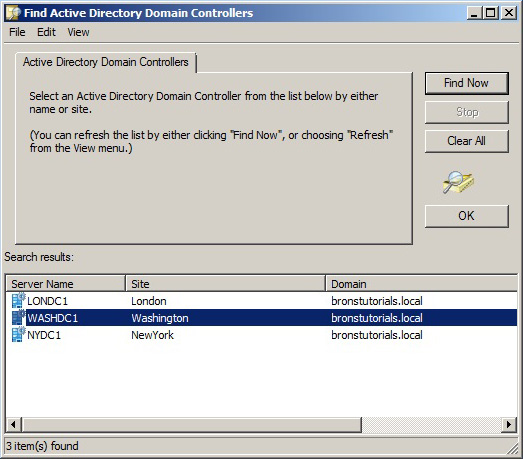 Find Active Directory Domain Controllers
File Edit View
Active Directory Domain Controllers
Select an Active Directory Domain Controller from the list below by either
name or site.
(You can refresh the list by either clicking "Find Now", or choosing "Refresh"
from the View menu.)
Find Now
Stop
Clear All
OK
Search results:
Server Name Site Domain
LONDC1 London bronstutorials.local
WASHDC1 Washington bronstutorials.local
NYDC1 NewYork bronstutorials.local
3 item(s) found